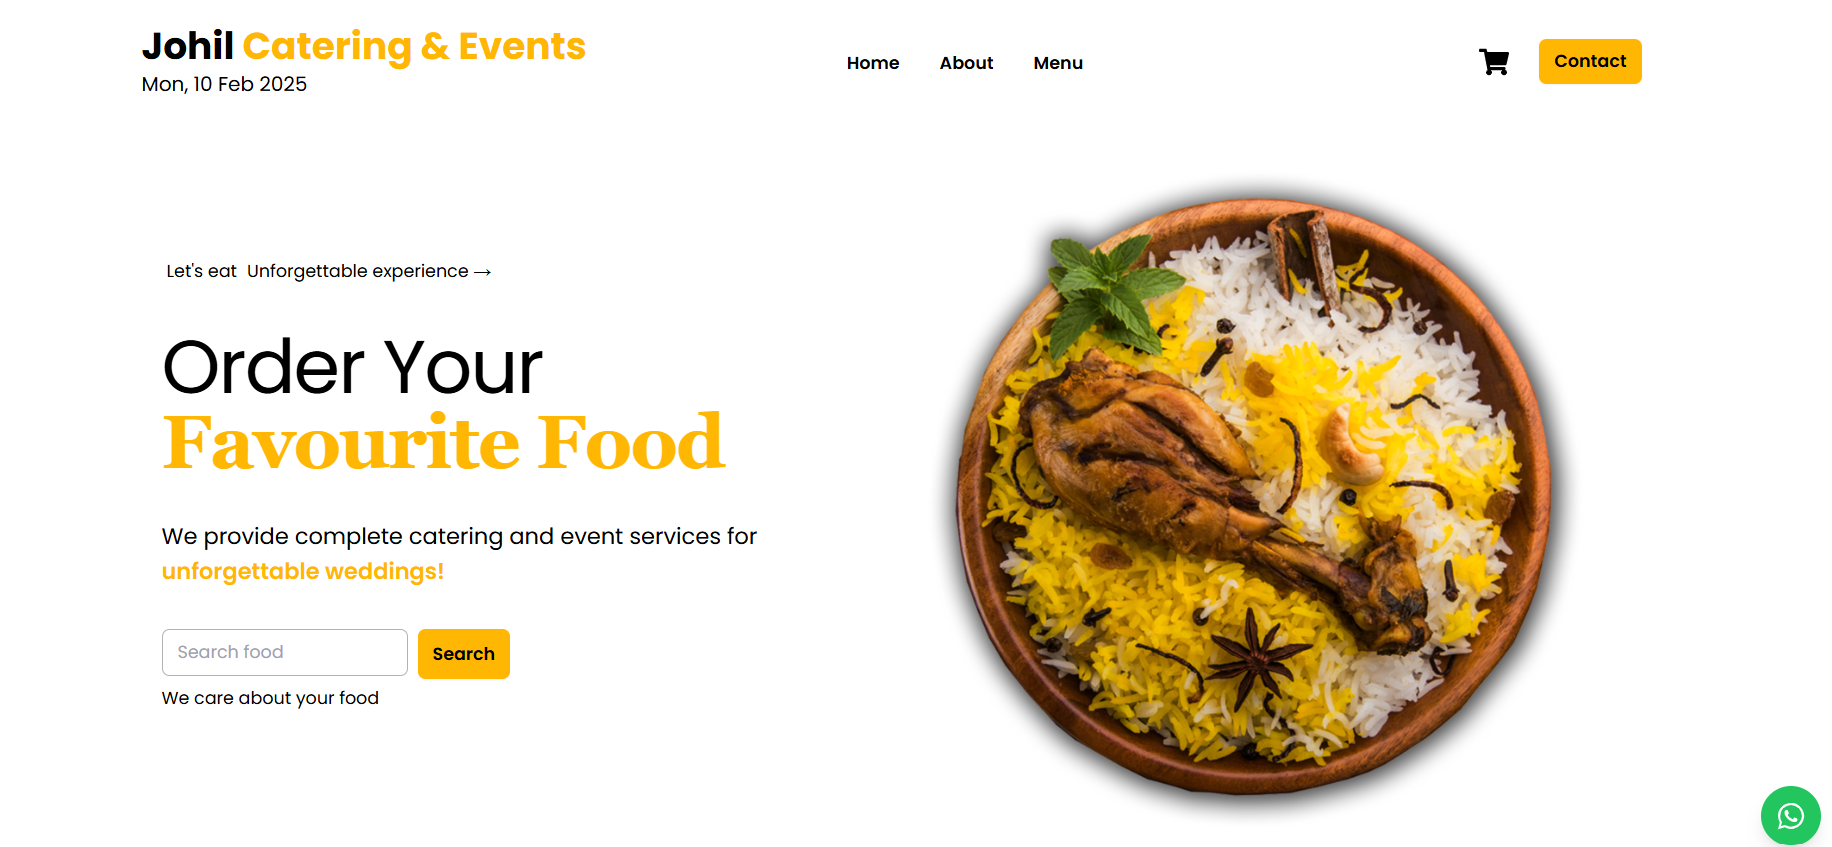 Johil Catering & Events
Mon, 10 Feb 2025
Home About Menu
Contact
Let's eat Unforgettable experience →
Order Your
Favourite Food
We provide complete catering and event services for
unforgettable weddings!
Search food
Search
We care about your food